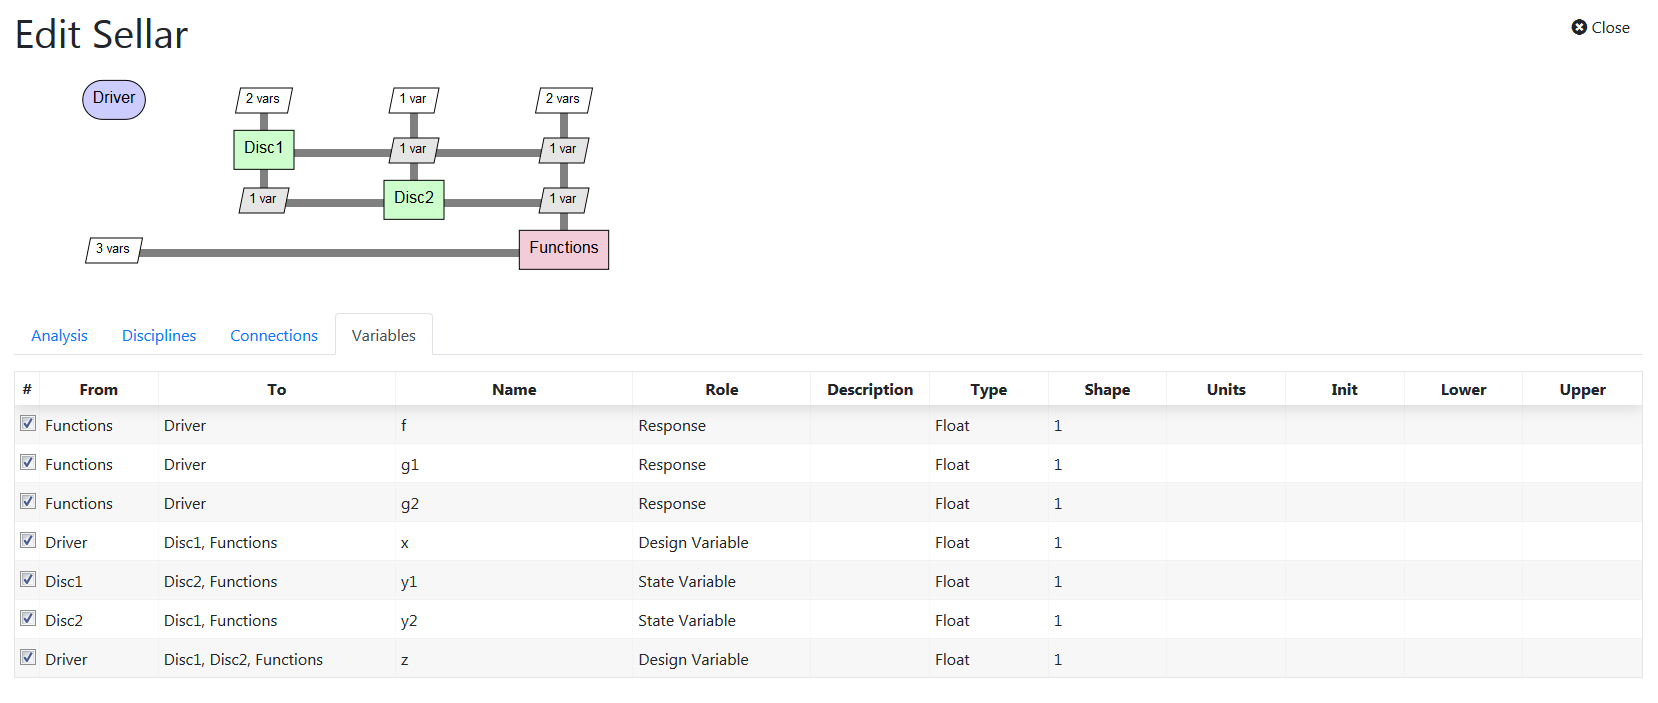 Edit Sellar
Close
Driver
2 vars
1 var
2 vars
Disc1
1 var
1 var
1 var
Disc2
1 var
3 vars
Functions
Analysis Disciplines Connections Variables
# From To Name Role Description Type Shape Units Init Lower Upper
Functions Driver f Response Float 1
Functions Driver g1 Response Float 1
Functions Driver g2 Response Float 1
Driver Disc1, Functions x Design Variable Float 1
Disc1 Disc2, Functions y1 State Variable Float 1
Disc2 Disc1, Functions y2 State Variable Float 1
Driver Disc1, Disc2, Functions z Design Variable Float 1